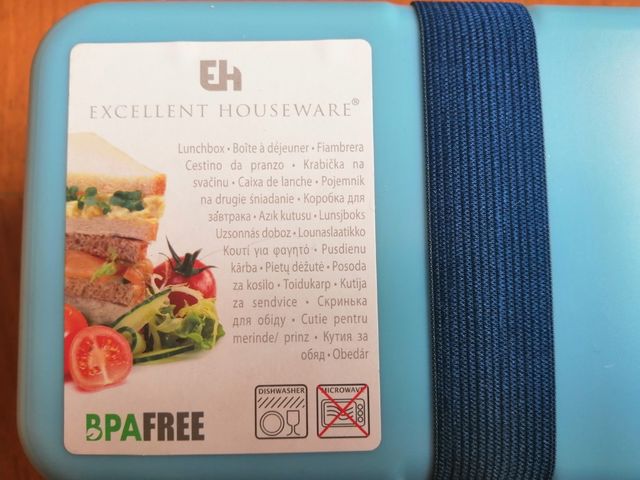 Eh
EXCELLENT HOUSEWARE®
Lunchbox • Boîte à déjeuner • Fiambrera
Cestino da pranzo • Krabička na
svačinu • Caixa de lanche • Pojemnik
na drugie śniadanie • Коробка для
за́втрака • Azık kutusu • Lunsjboks
Uzsonnás doboz • Lounaslaatikko
Κουτί για φαγητό • Pusdienu
kārba • Pietų dėžutė • Posoda
za kosilo • Toidukarp • Kutija
za sendvice • Скринька
для обіду • Cutie pentru
merinde/ prinz • Кутия за
обяд • Obedár
BPAFREE
DISHWASHER
MICROWAVE